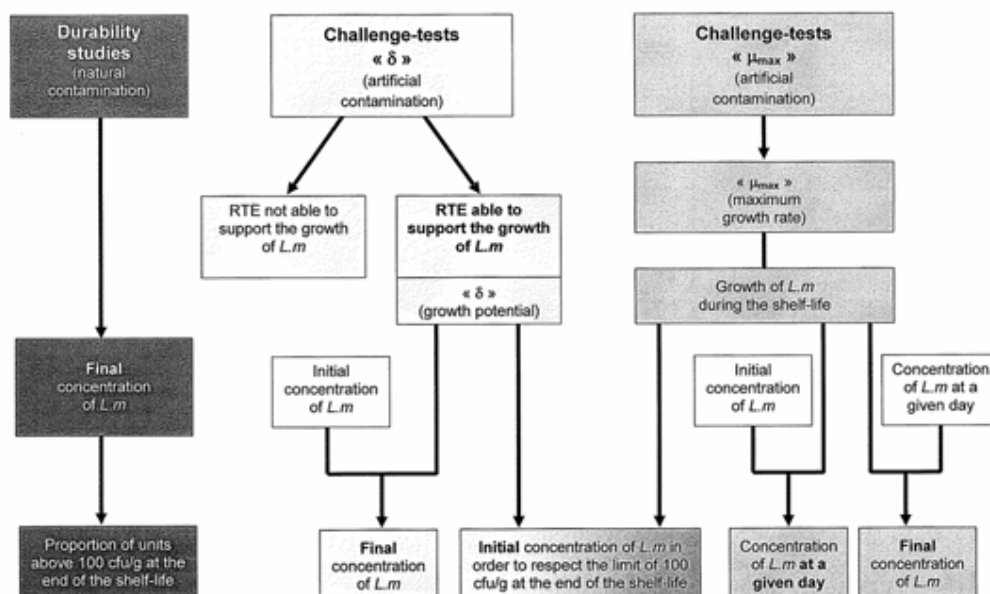 Durability
studies
(natural
contamination)
Final
concentration
of L.m
Proportion of units
above 100 cfu/g at the
end of the shelf-life
Challenge-tests
« δ »
(artificial
contamination)
RTE not able to
support the growth
of L.m
RTE able to
support the growth
of L.m
« δ »
(growth potential)
Initial
concentration
of L.m
Final
concentration
of L.m
Initial concentration of L.m in
order to respect the limit of 100
cfu/g at the end of the shelf-life
Challenge-tests
« μmax »
(artificial
contamination)
« μmax »
(maximum
growth rate)
Growth of L.m
during the shelf-life
Initial
concentration
of L.m
Concentration
of L.m at a
given day
Concentration
of L.m at a
given day
Final
concentration
of L.m